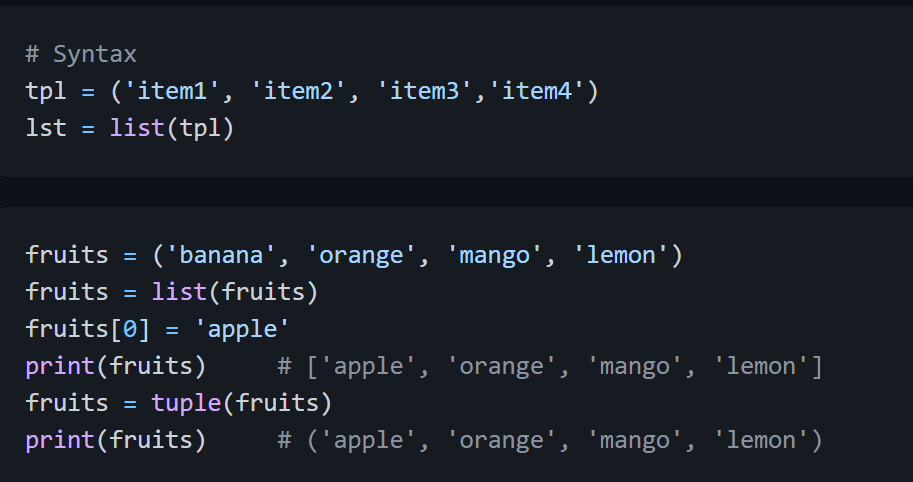 # Syntax
tpl = ('item1', 'item2', 'item3','item4')
lst = list(tpl)
fruits = ('banana', 'orange', 'mango', 'lemon')
fruits = list(fruits)
fruits[0] = 'apple'
print(fruits)     # ['apple', 'orange', 'mango', 'lemon']
fruits = tuple(fruits)
print(fruits)     # ('apple', 'orange', 'mango', 'lemon')